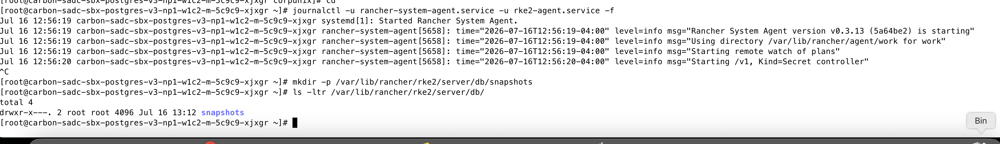 [root@carbon-sadc-sbx-postgres-v3-np1-w1c2-m-5c9c9-xjxgr corpunix]# cd
[root@carbon-sadc-sbx-postgres-v3-np1-w1c2-m-5c9c9-xjxgr ~]# journalctl -u rancher-system-agent.service -u rke2-agent.service -f
Jul 16 12:56:19 carbon-sadc-sbx-postgres-v3-np1-w1c2-m-5c9c9-xjxgr systemd[1]: Started Rancher System Agent.
Jul 16 12:56:19 carbon-sadc-sbx-postgres-v3-np1-w1c2-m-5c9c9-xjxgr rancher-system-agent[5658]: time="2026-07-16T12:56:19-04:00" level=info msg="Rancher System Agent version v0.3.13 (5a64be2) is starting"
Jul 16 12:56:19 carbon-sadc-sbx-postgres-v3-np1-w1c2-m-5c9c9-xjxgr rancher-system-agent[5658]: time="2026-07-16T12:56:19-04:00" level=info msg="Using directory /var/lib/rancher/agent/work for work"
Jul 16 12:56:19 carbon-sadc-sbx-postgres-v3-np1-w1c2-m-5c9c9-xjxgr rancher-system-agent[5658]: time="2026-07-16T12:56:19-04:00" level=info msg="Starting remote watch of plans"
Jul 16 12:56:20 carbon-sadc-sbx-postgres-v3-np1-w1c2-m-5c9c9-xjxgr rancher-system-agent[5658]: time="2026-07-16T12:56:20-04:00" level=info msg="Starting /v1, Kind=Secret controller"
^C
[root@carbon-sadc-sbx-postgres-v3-np1-w1c2-m-5c9c9-xjxgr ~]# mkdir -p /var/lib/rancher/rke2/server/db/snapshots
[root@carbon-sadc-sbx-postgres-v3-np1-w1c2-m-5c9c9-xjxgr ~]# ls -ltr /var/lib/rancher/rke2/server/db/
total 4
drwxr-x---. 2 root root 4096 Jul 16 13:12 snapshots
[root@carbon-sadc-sbx-postgres-v3-np1-w1c2-m-5c9c9-xjxgr ~]#
Bin